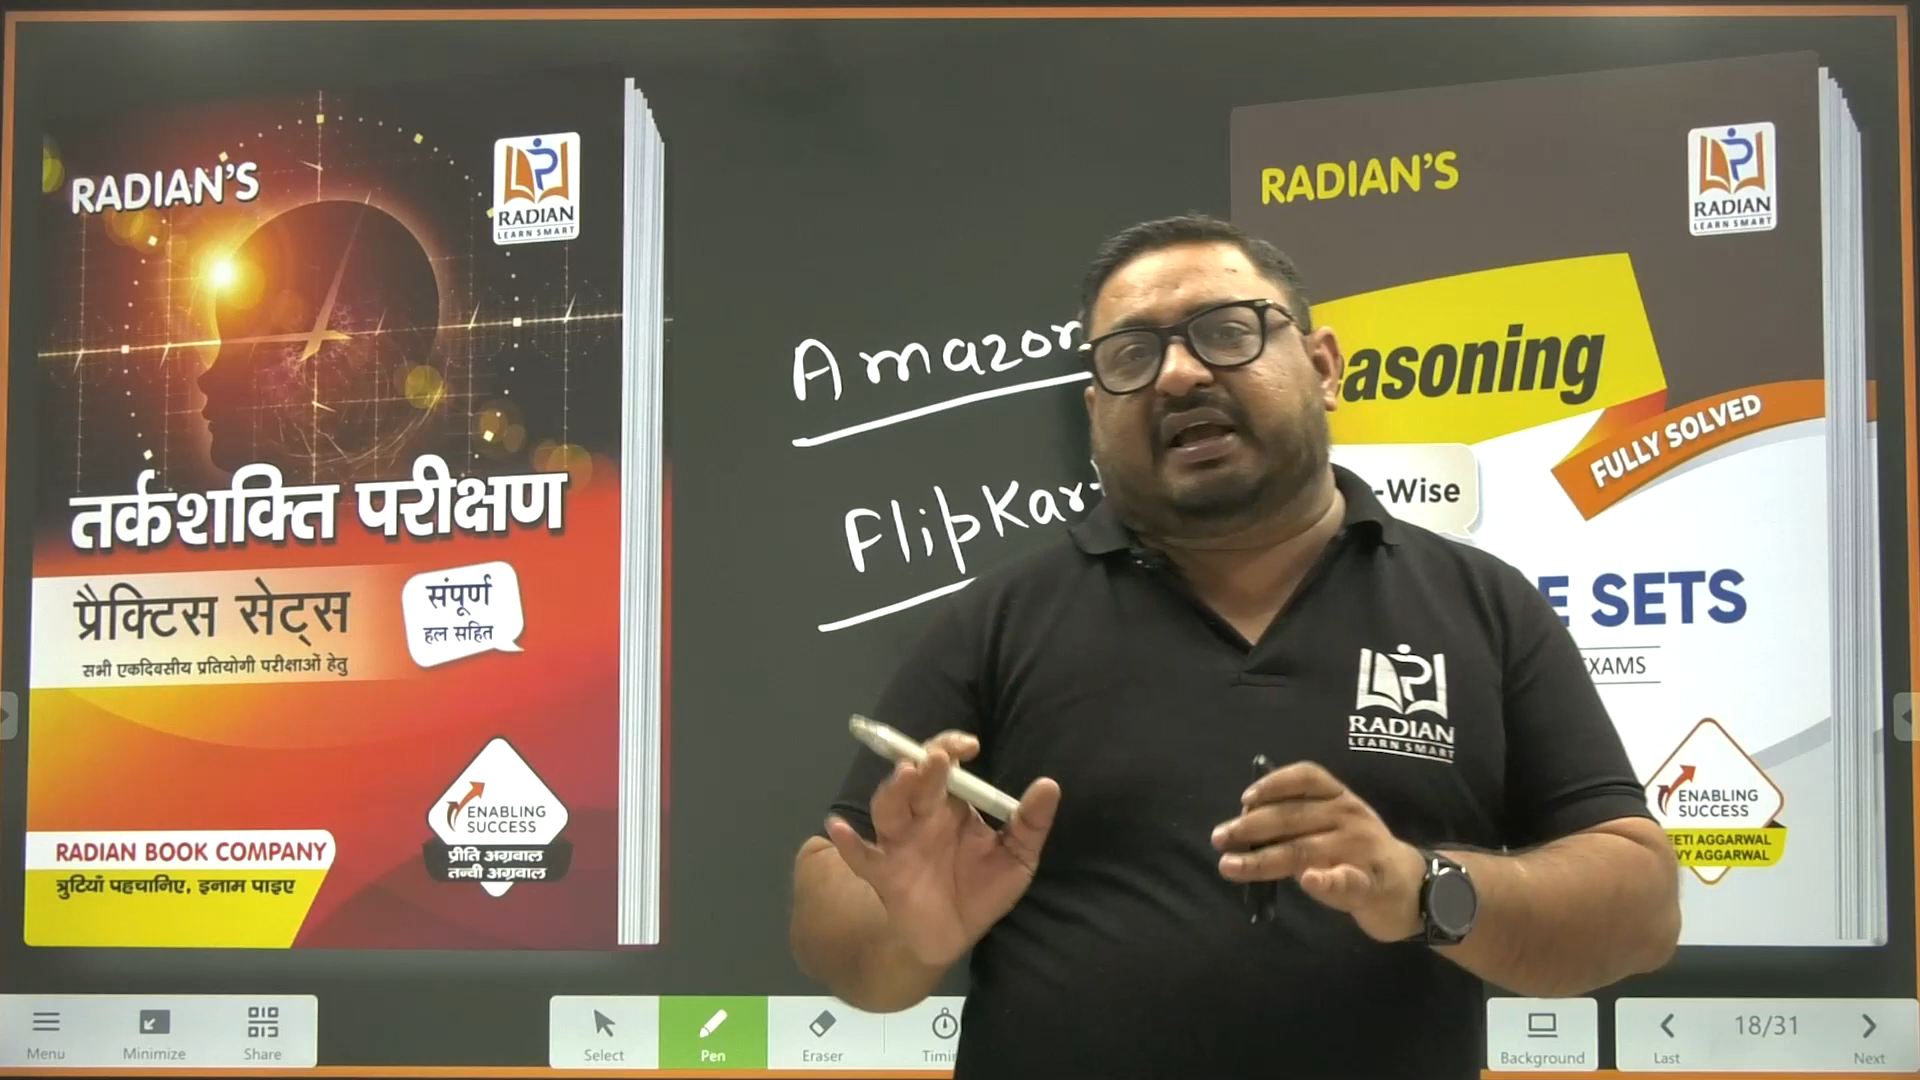 RADIAN'S
RADIAN
LEARN SMART
तर्कशक्ति परीक्षण
प्रैक्टिस सेट्स
सभी एकदिवसीय प्रतियोगी परीक्षाओं हेतु
संपूर्ण
हल सहित
ENABLING
SUCCESS
प्रीति अग्रवाल
तन्वी अग्रवाल
RADIAN BOOK COMPANY
त्रुटियाँ पहचानिए, इनाम पाइए
Amazon
FlipKar
RADIAN'S
RADIAN
LEARN SMART
easoning
FULLY SOLVED
-Wise
E SETS
EXAMS
ENABLING
SUCCESS
EETI AGGARWAL
VY AGGARWAL
RADIAN
LEARN SMART
Menu
Minimize
Share
Select
Pen
Eraser
Timi
Background
Last
18/31
Next